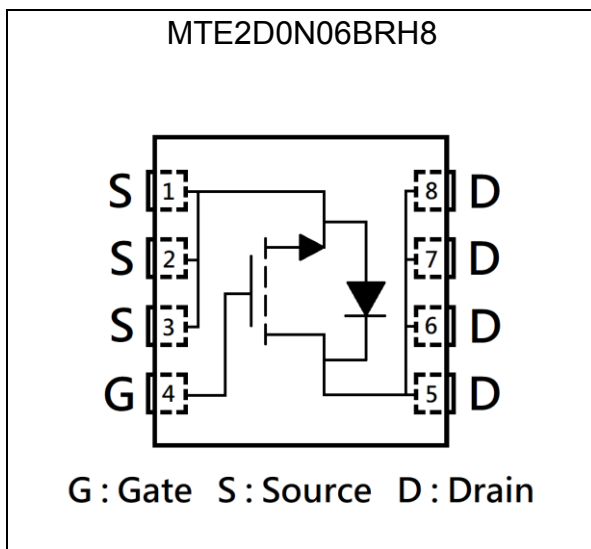 MTE2D0N06BRH8
S 1 8 D
S 2 7 D
S 3 6 D
G 4 5 D
G : Gate S : Source D : Drain